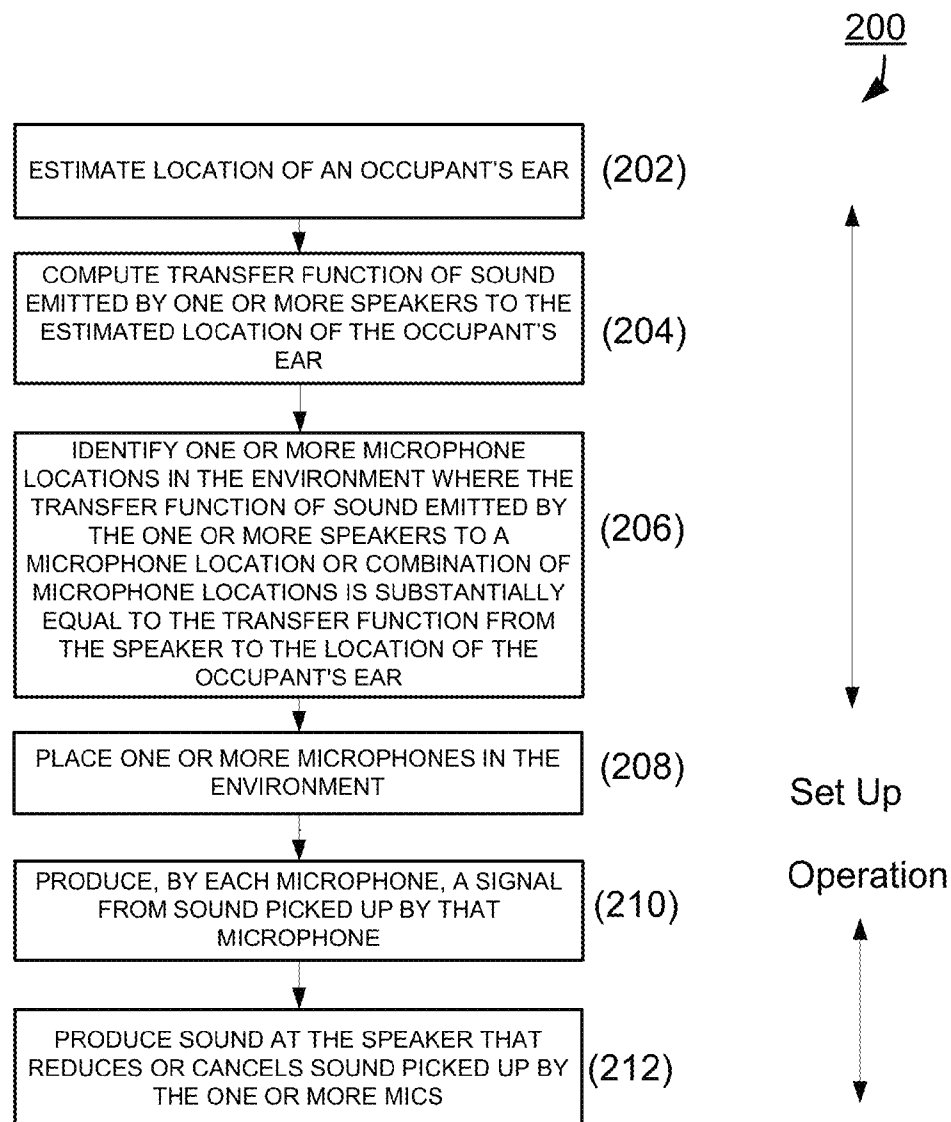 200
ESTIMATE LOCATION OF AN OCCUPANT'S EAR
(202)
COMPUTE TRANSFER FUNCTION OF SOUND
EMITTED BY ONE OR MORE SPEAKERS TO THE
ESTIMATED LOCATION OF THE OCCUPANT'S
EAR
(204)
IDENTIFY ONE OR MORE MICROPHONE
LOCATIONS IN THE ENVIRONMENT WHERE THE
TRANSFER FUNCTION OF SOUND EMITTED BY
THE ONE OR MORE SPEAKERS TO A
MICROPHONE LOCATION OR COMBINATION OF
MICROPHONE LOCATIONS IS SUBSTANTIALLY
EQUAL TO THE TRANSFER FUNCTION FROM
THE SPEAKER TO THE LOCATION OF THE
OCCUPANT'S EAR
(206)
PLACE ONE OR MORE MICROPHONES IN THE
ENVIRONMENT
(208)
Set Up
PRODUCE, BY EACH MICROPHONE, A SIGNAL
FROM SOUND PICKED UP BY THAT
MICROPHONE
(210)
Operation
PRODUCE SOUND AT THE SPEAKER THAT
REDUCES OR CANCELS SOUND PICKED UP BY
THE ONE OR MORE MICS
(212)